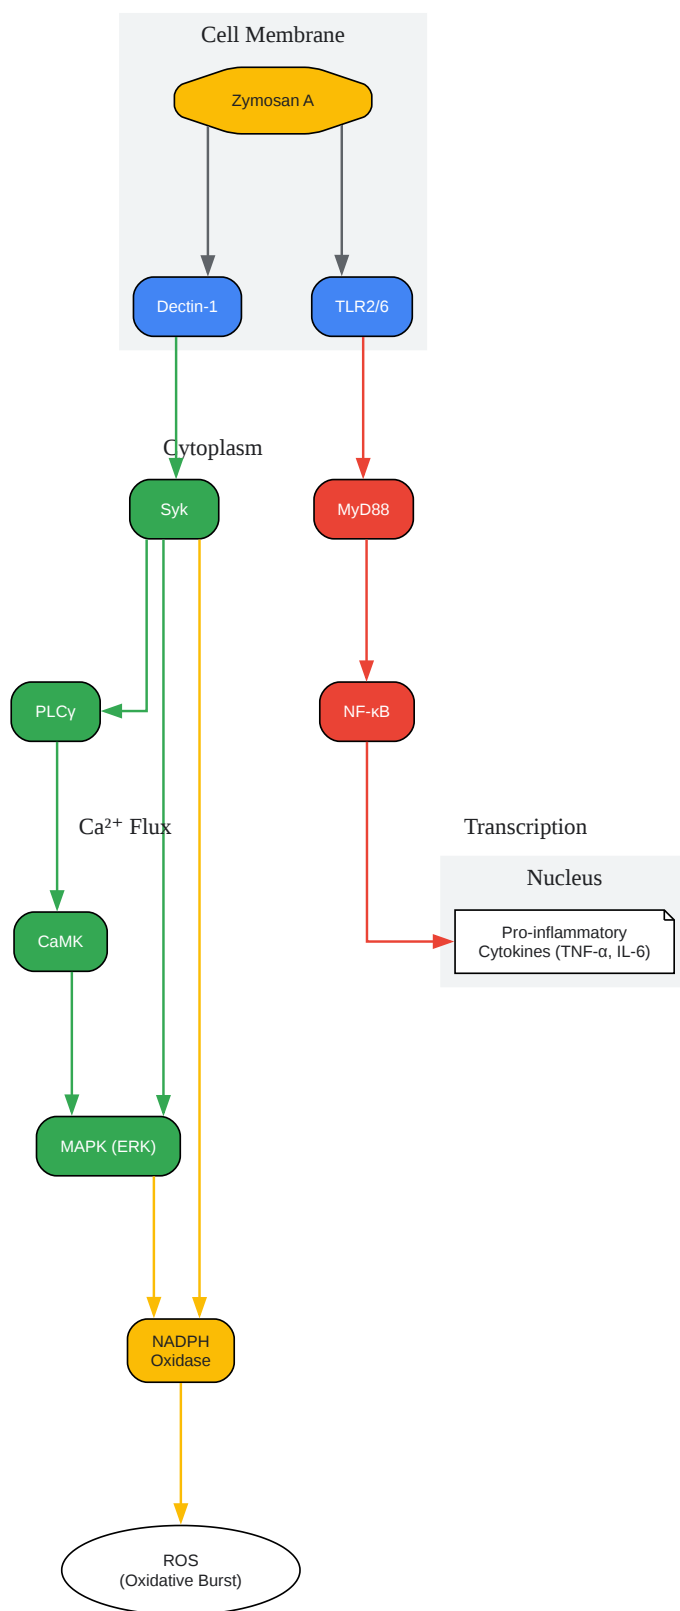 Cell Membrane
Zymosan A
Dectin-1
TLR2/6
Cytoplasm
Syk
MyD88
PLCγ
NF-κB
Ca²⁺ Flux
Transcription
Nucleus
Pro-inflammatory
Cytokines (TNF-α, IL-6)
CaMK
MAPK (ERK)
NADPH
Oxidase
ROS
(Oxidative Burst)